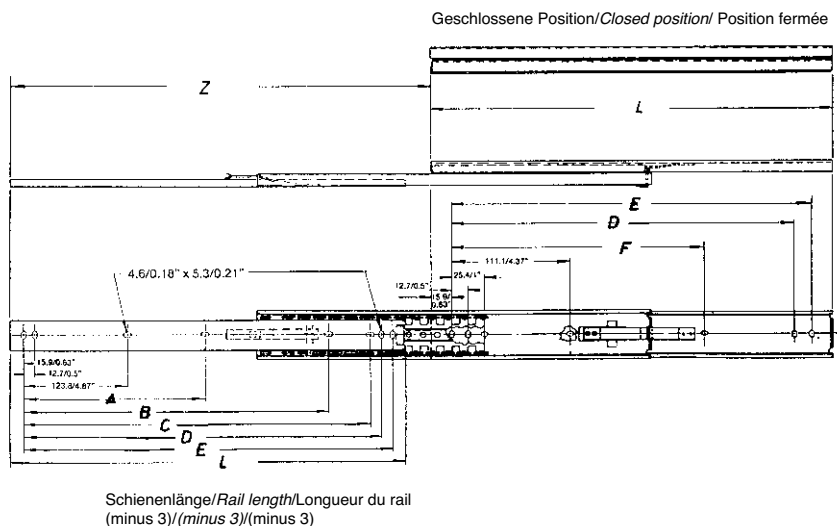 Geschlossene Position/Closed position/ Position fermée
Z
L
E
D
F
111.1/4.37"
25.4/1"
12.7/0.5"
15.9/
0.63"
4.6/0.18" x 5.3/0.21"
15.9/0.63"
12.7/0.5"
123.8/4.87"
A
B
C
D
E
L
Schienenlänge/Rail length/Longueur du rail
(minus 3)/(minus 3)/(minus 3)